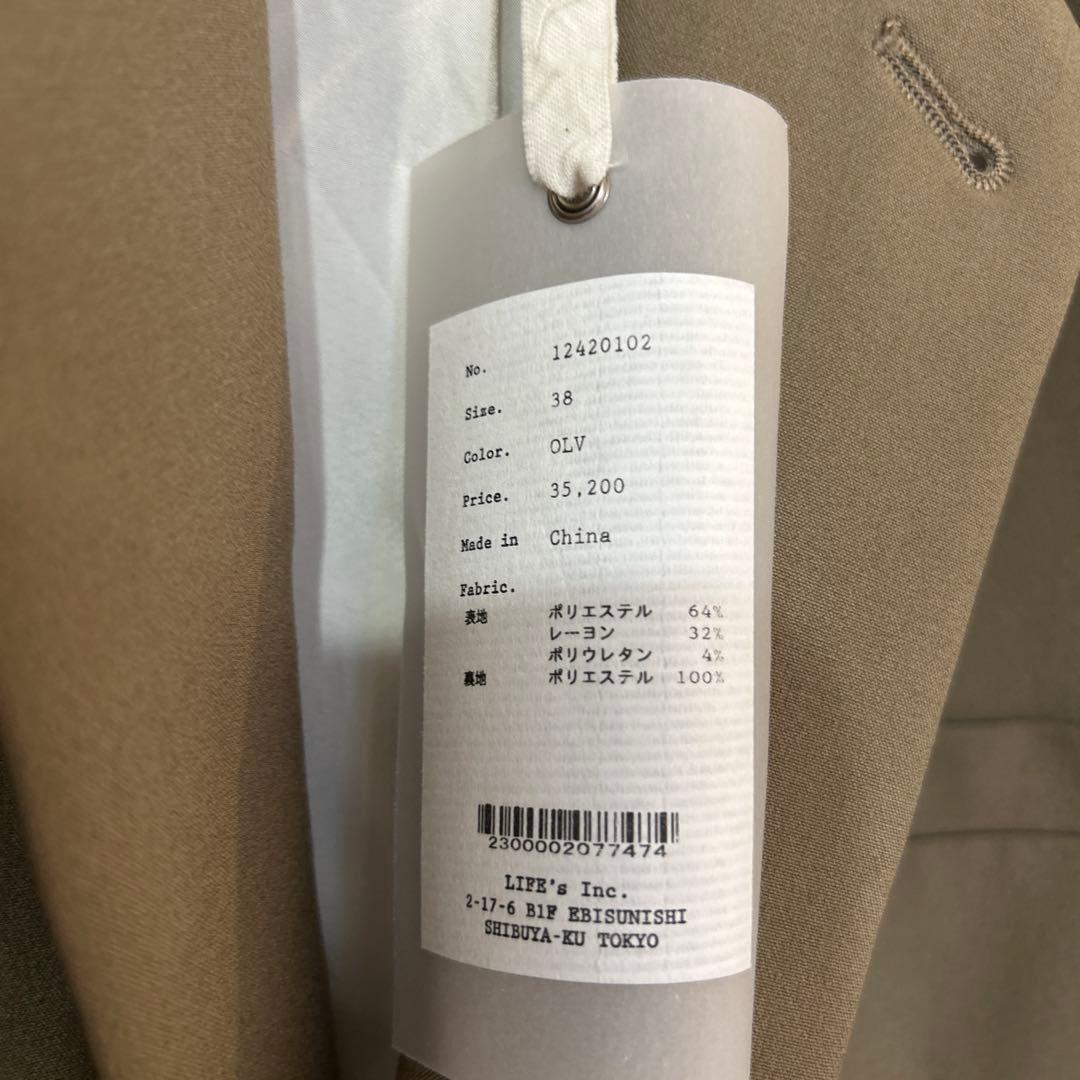 No. 12420102
Size. 38
Color. OLV
Price. 35,200
Made in China
Fabric.
表地 ポリエステル 64%
レーヨン 32%
ポリウレタン 4%
裏地 ポリエステル 100%
2300002077474
LIFE's Inc.
2-17-6 B1F EBISUNISHI
SHIBUYA-KU TOKYO